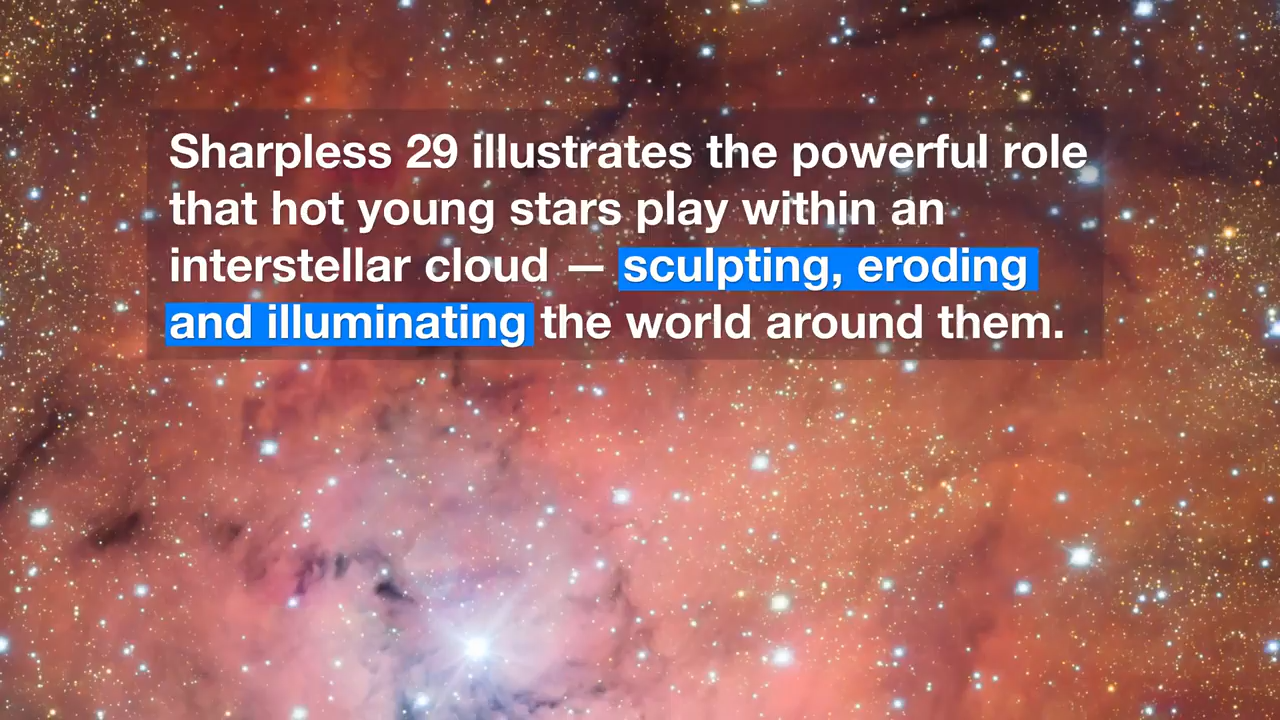 Sharpless 29 illustrates the powerful role
that hot young stars play within an
interstellar cloud — sculpting, eroding
and illuminating the world around them.